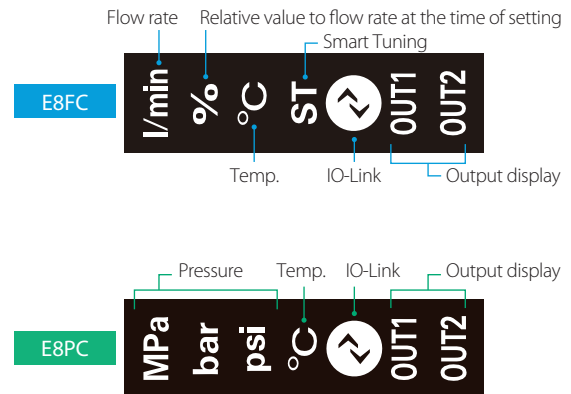 Flow rate
Relative value to flow rate at the time of setting
Smart Tuning
E8FC
l/min
%
°C
ST
OUT1
OUT2
Temp.
IO-Link
Output display
Pressure
Temp.
IO-Link
Output display
E8PC
MPa
bar
psi
°C
OUT1
OUT2